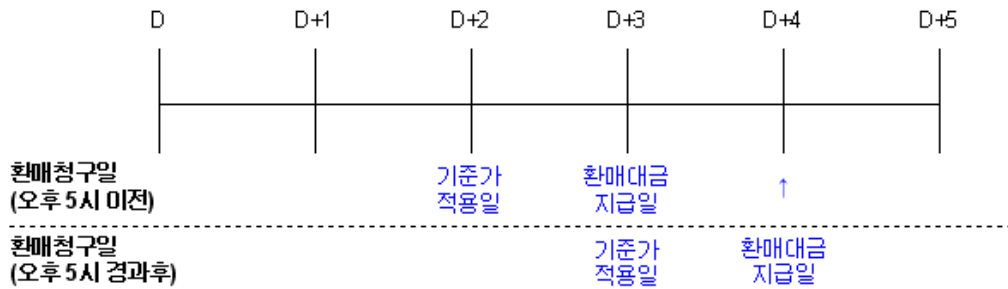 D D+1 D+2 D+3 D+4 D+5
환매청구일 기준가 환매대금 ↑
(오후 5시 이전) 적용일 지급일
환매청구일 기준가 환매대금
(오후 5시 경과후) 적용일 지급일